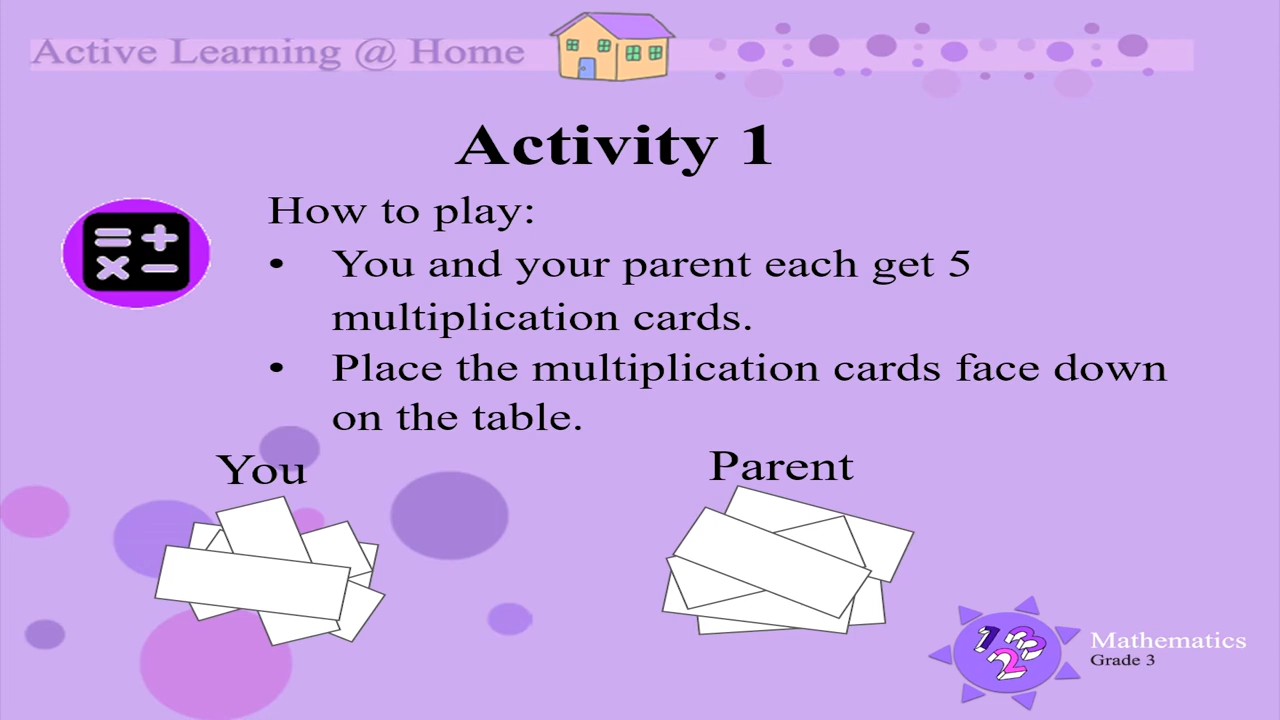 Active Learning @ Home
Activity 1
How to play:
• You and your parent each get 5
multiplication cards.
• Place the multiplication cards face down
on the table.
You
Parent
Mathematics
Grade 3